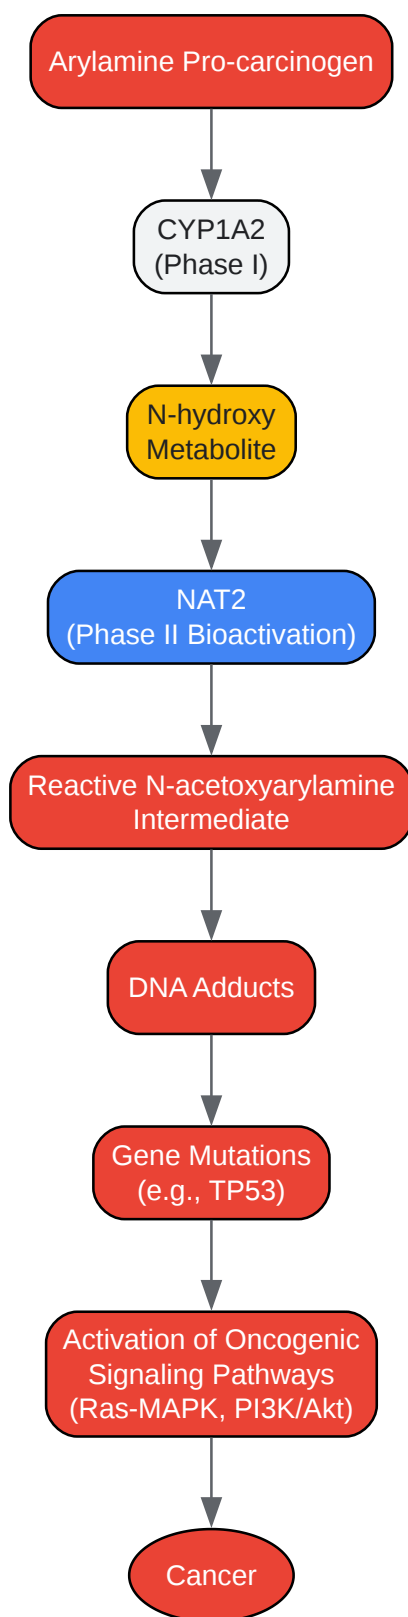 Arylamine Pro-carcinogen
CYP1A2
(Phase I)
N-hydroxy
Metabolite
NAT2
(Phase II Bioactivation)
Reactive N-acetoxyarylamine
Intermediate
DNA Adducts
Gene Mutations
(e.g., TP53)
Activation of Oncogenic
Signaling Pathways
(Ras-MAPK, PI3K/Akt)
Cancer